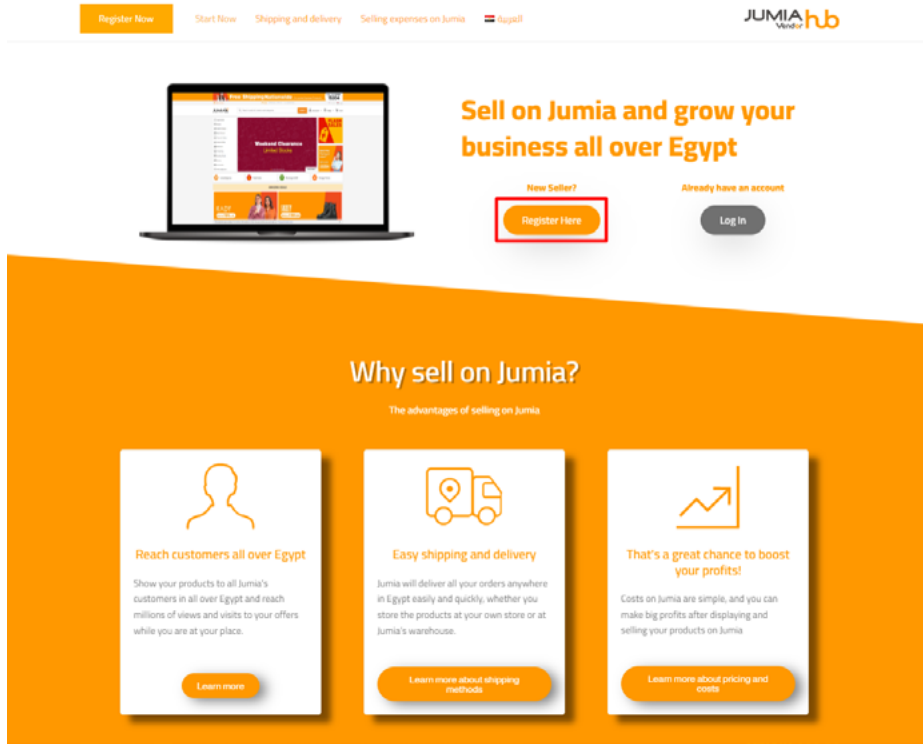 Register Now
Start Now
Shipping and delivery
Selling expenses on Jumia
العربية
JUMIA hub
Vendor
Sell on Jumia and grow your
business all over Egypt
New Seller?
Register Here
Already have an account
Log In
Weekend Clearance
Why sell on Jumia?
The advantages of selling on Jumia
Reach customers all over Egypt
Show your products to all Jumia's
customers in all over Egypt and reach
millions of views and visits to your offers
while you are at your place.
Learn more
Easy shipping and delivery
Jumia will deliver all your orders anywhere
in Egypt easily and quickly, whether you
store the products at your own store or at
Jumia's warehouse.
Learn more about shipping
methods
That's a great chance to boost
your profits!
Costs on Jumia are simple, and you can
make big profits after displaying and
selling your products on Jumia
Learn more about pricing and
costs